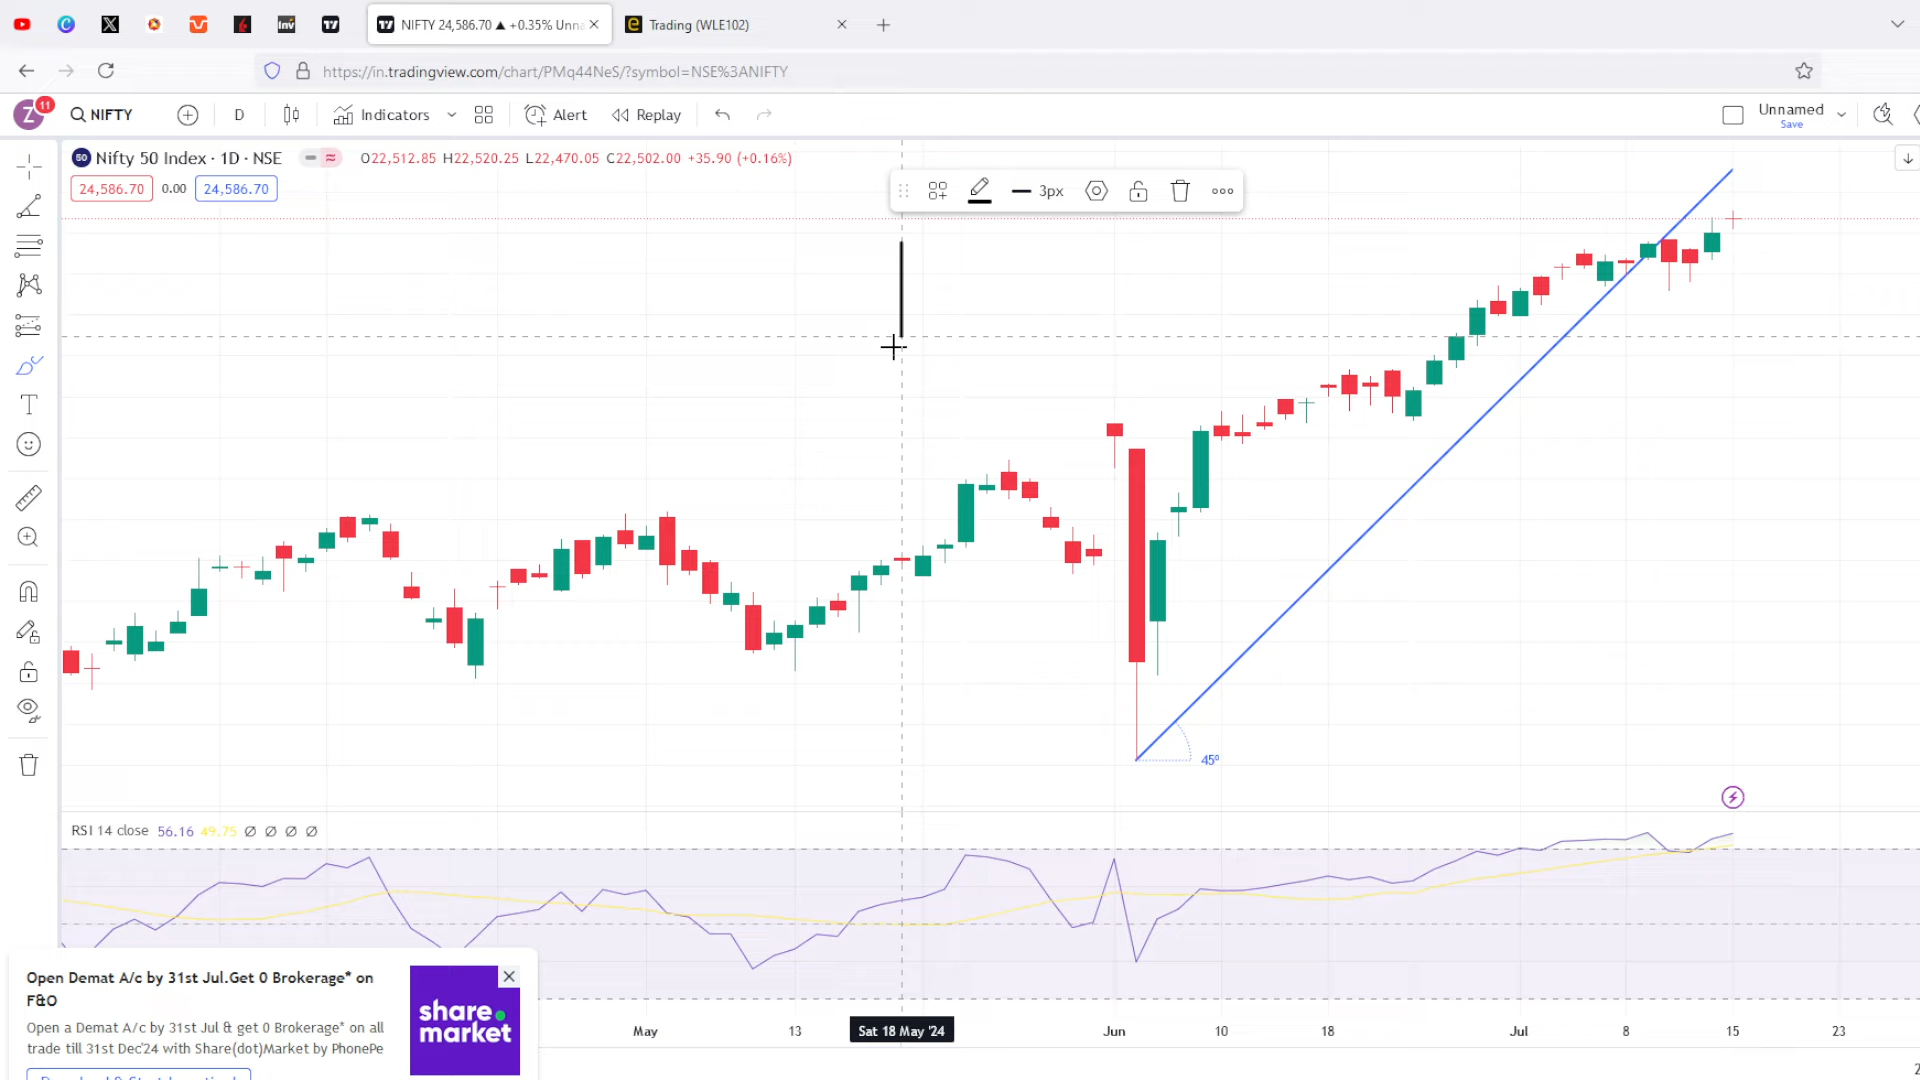 NIFTY 24,586.70 ▲ +0.35% Unna
Trading (WLE102)
https://in.tradingview.com/chart/PMq44NeS/?symbol=NSE%3ANIFTY
Z 11 NIFTY D Indicators Alert Replay Unnamed
Save
50 Nifty 50 Index · 1D · NSE O22,512.85 H22,520.25 L22,470.05 C22,502.00 +35.90 (+0.16%)
24,586.70 0.00 24,586.70
3px
45º
RSI 14 close 56.16 49.75 Ø Ø Ø Ø
Open Demat A/c by 31st Jul.Get 0 Brokerage* on
F&O
Open a Demat A/c by 31st Jul & get 0 Brokerage* on all
trade till 31st Dec'24 with Share(dot)Market by PhonePe
share.
market
May 13 Sat 18 May '24 Jun 10 18 Jul 8 15 23